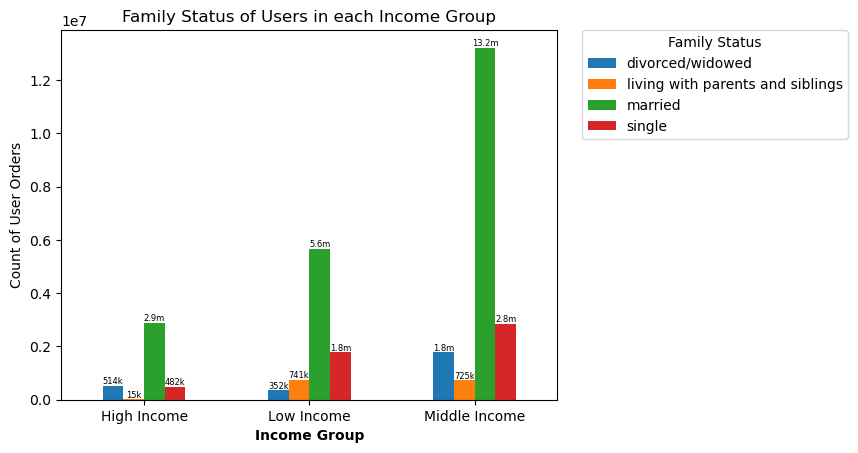 Family Status of Users in each Income Group
1e7
Count of User Orders
1.2
1.0
0.8
0.6
0.4
0.2
0.0
514k
15k
2.9m
482k
352k
741k
5.6m
1.8m
1.8m
725k
13.2m
2.8m
High Income
Low Income
Middle Income
Income Group
Family Status
divorced/widowed
living with parents and siblings
married
single